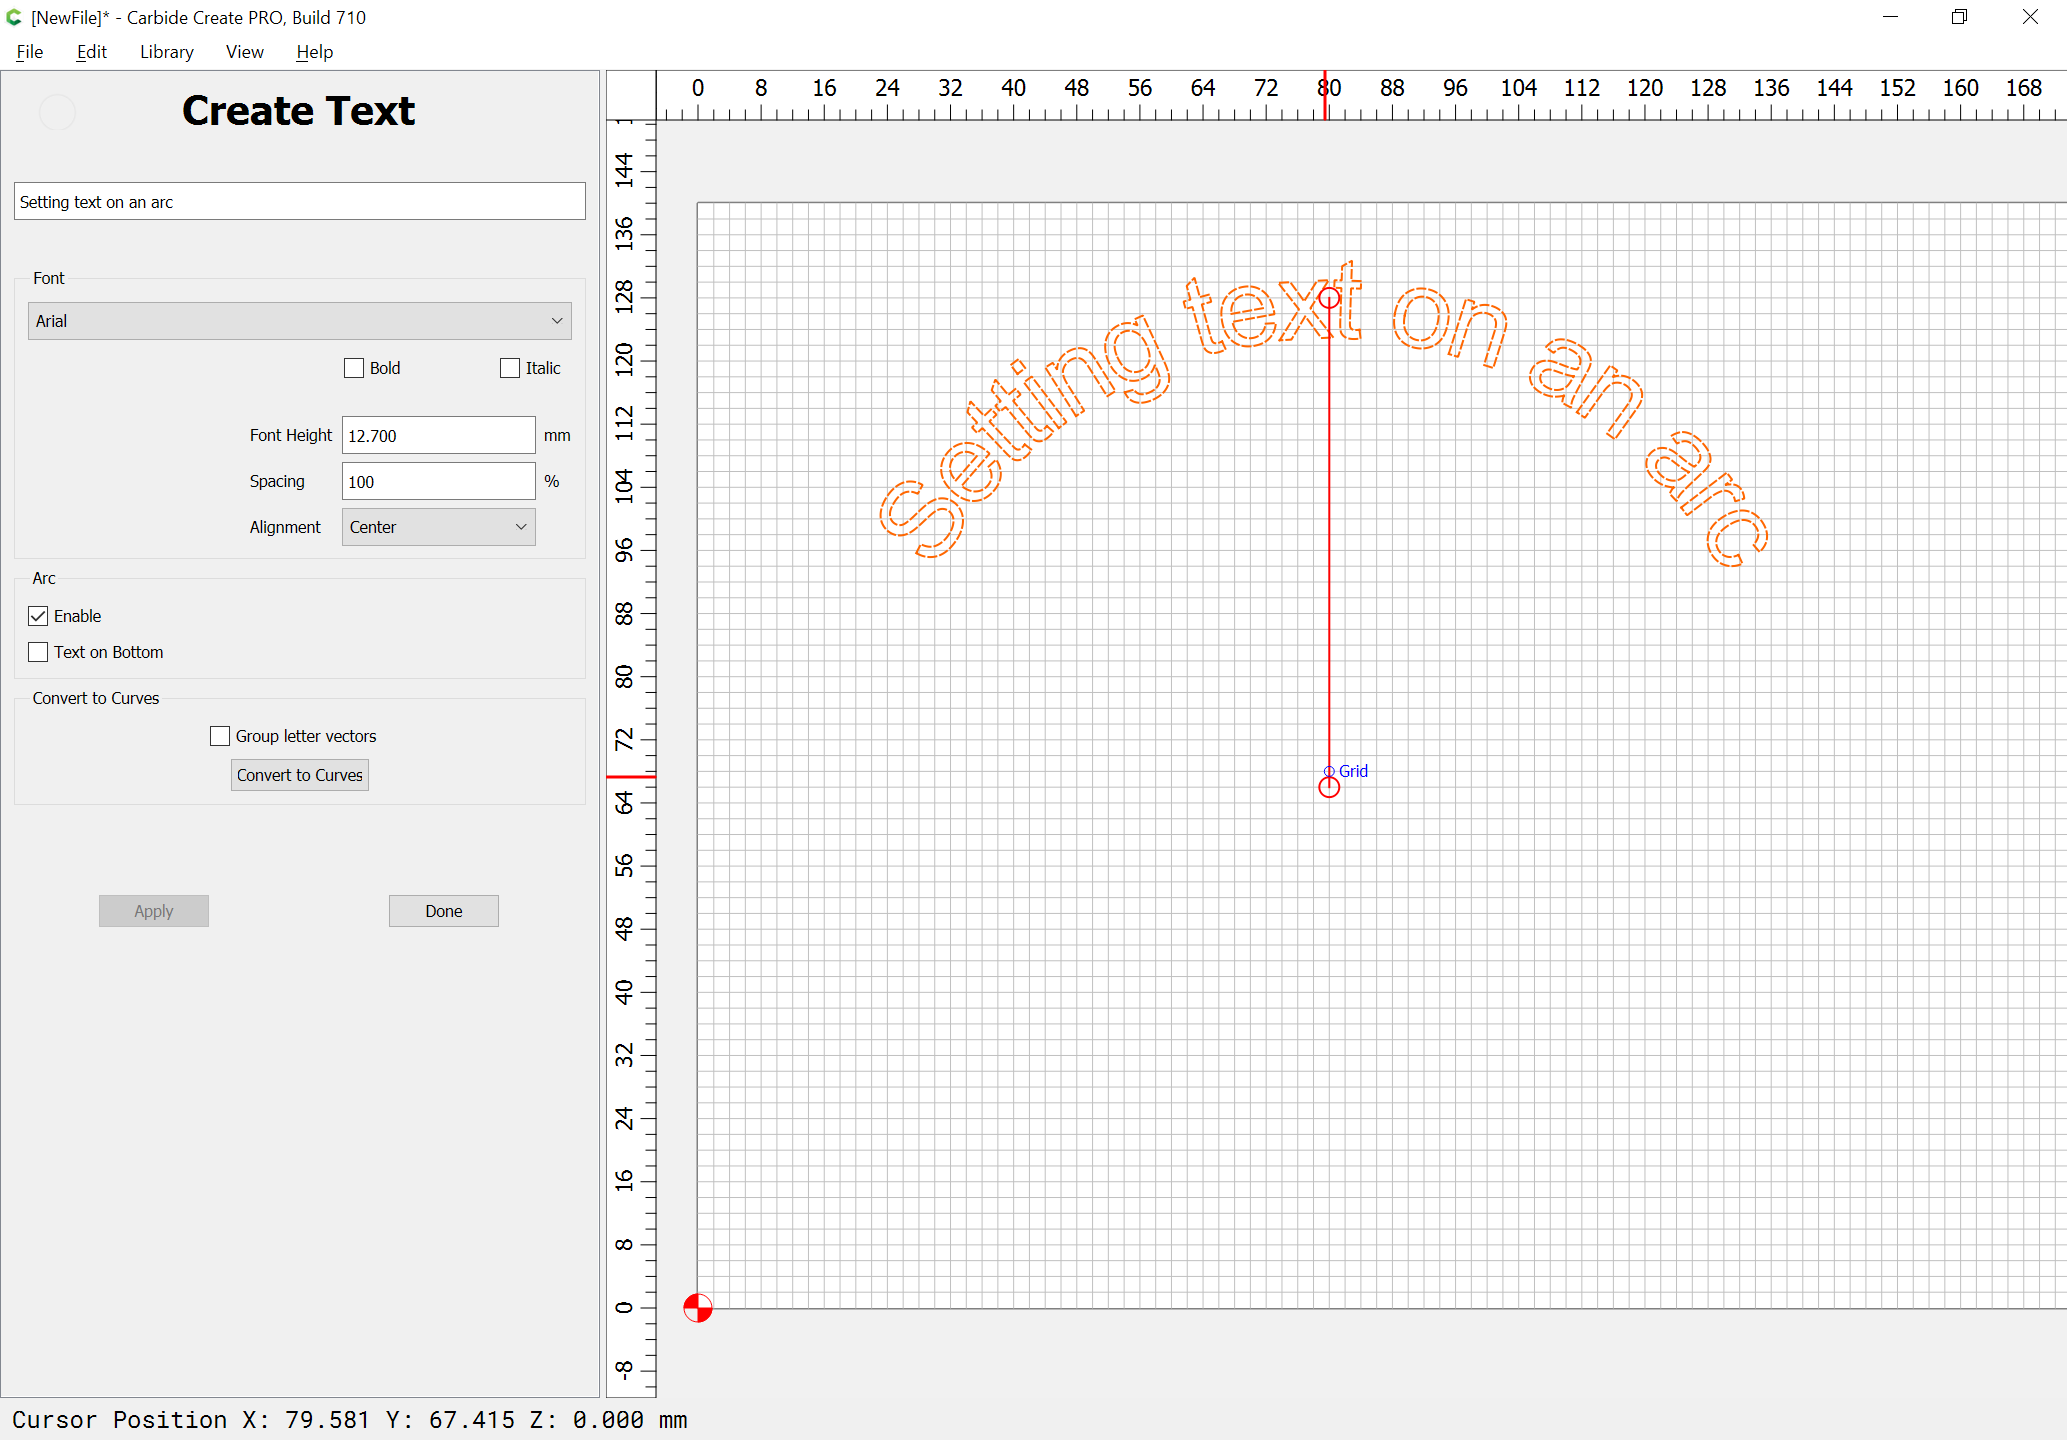 [NewFile]* - Carbide Create PRO, Build 710
File Edit Library View Help
Create Text
Setting text on an arc
Font
Arial
Bold Italic
Font Height 12.700 mm
Spacing 100 %
Alignment Center
Arc
Enable
Text on Bottom
Convert to Curves
Group letter vectors
Convert to Curves
Apply Done
0 8 16 24 32 40 48 56 64 72 80 88 96 104 112 120 128 136 144 152 160 168
144
136
128
120
112
104
96
88
80
72
64
56
48
40
32
24
16
8
0
-8
Setting text on an arc
Grid
Cursor Position X: 79.581 Y: 67.415 Z: 0.000 mm